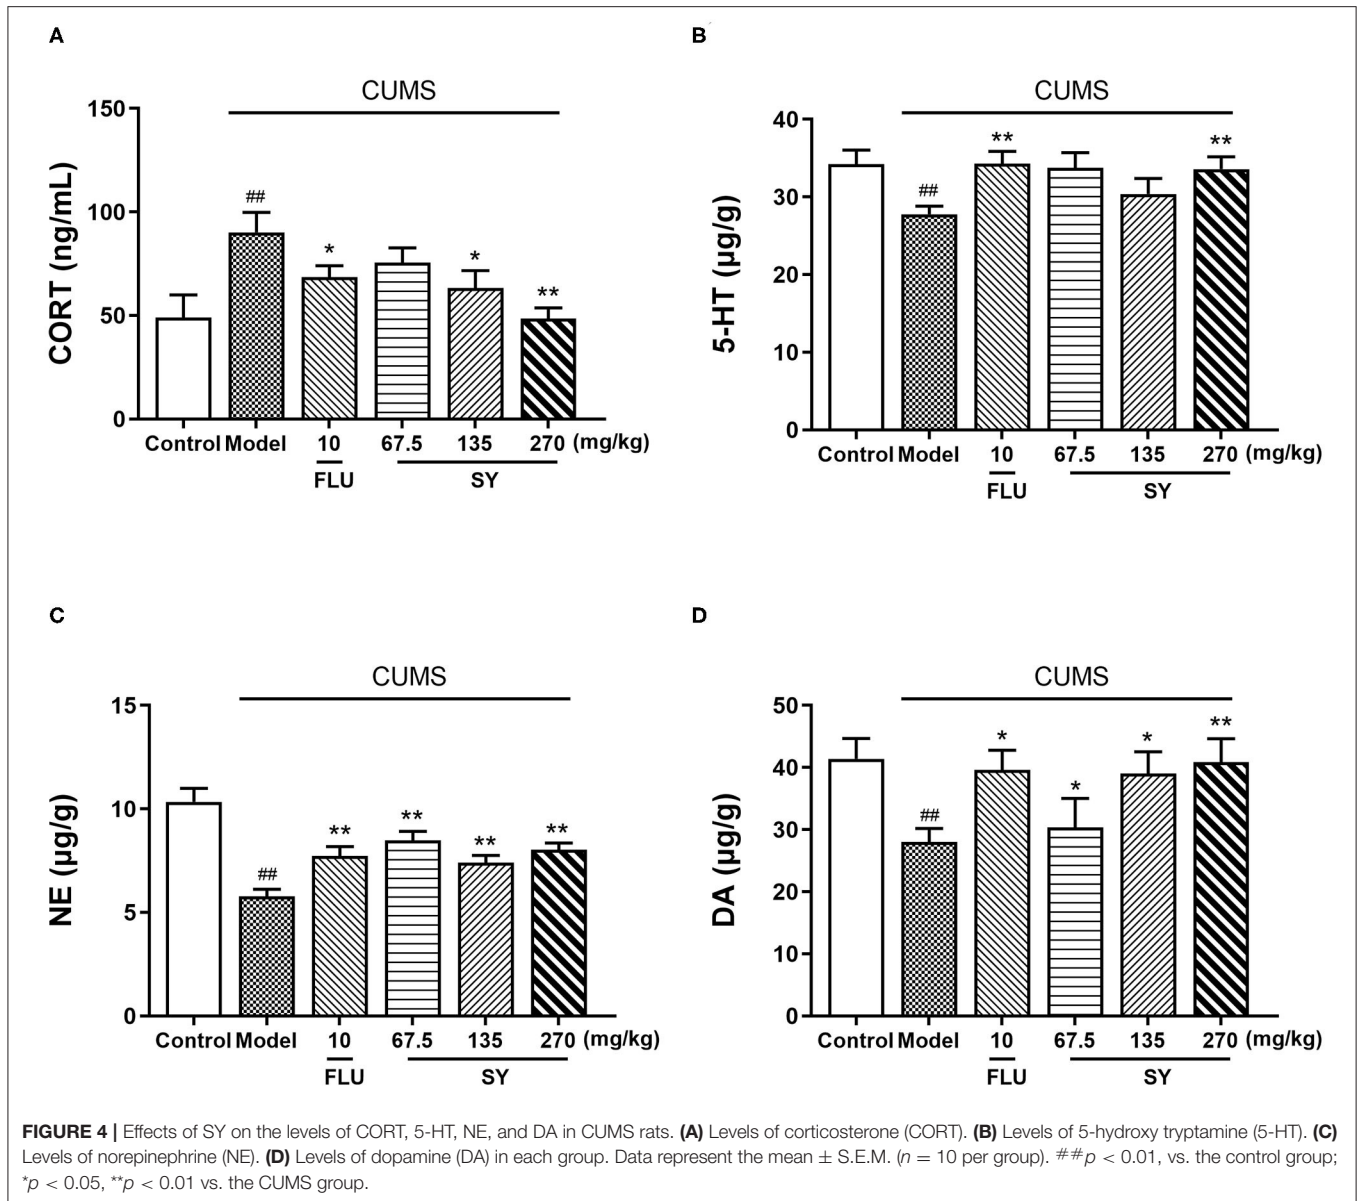 A
CUMS
CORT (ng/mL)
150
100
50
0
##
*
*
**
Control Model 10 67.5 135 270 (mg/kg)
FLU SY
B
CUMS
5-HT (µg/g)
40
30
20
10
0
##
**
**
Control Model 10 67.5 135 270 (mg/kg)
FLU SY
C
CUMS
NE (µg/g)
15
10
5
0
##
**
**
**
**
Control Model 10 67.5 135 270 (mg/kg)
FLU SY
D
CUMS
DA (µg/g)
50
40
30
20
10
0
##
*
*
*
**
Control Model 10 67.5 135 270 (mg/kg)
FLU SY
FIGURE 4 | Effects of SY on the levels of CORT, 5-HT, NE, and DA in CUMS rats. (A) Levels of corticosterone (CORT). (B) Levels of 5-hydroxy tryptamine (5-HT). (C)
Levels of norepinephrine (NE). (D) Levels of dopamine (DA) in each group. Data represent the mean ± S.E.M. (n = 10 per group). ##p < 0.01, vs. the control group;
*p < 0.05, **p < 0.01 vs. the CUMS group.